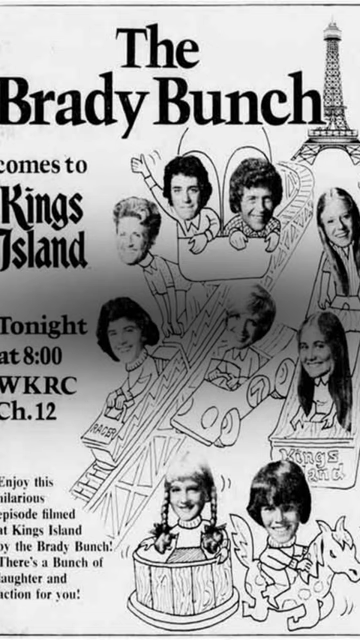 The
Brady Bunch
comes to
Kings
Island
Tonight
at 8:00
WKRC
Ch. 12
RACER
7
Kings
Island
Enjoy this
hilarious
episode filmed
at Kings Island
by the Brady Bunch!
There's a Bunch of
laughter and
action for you!